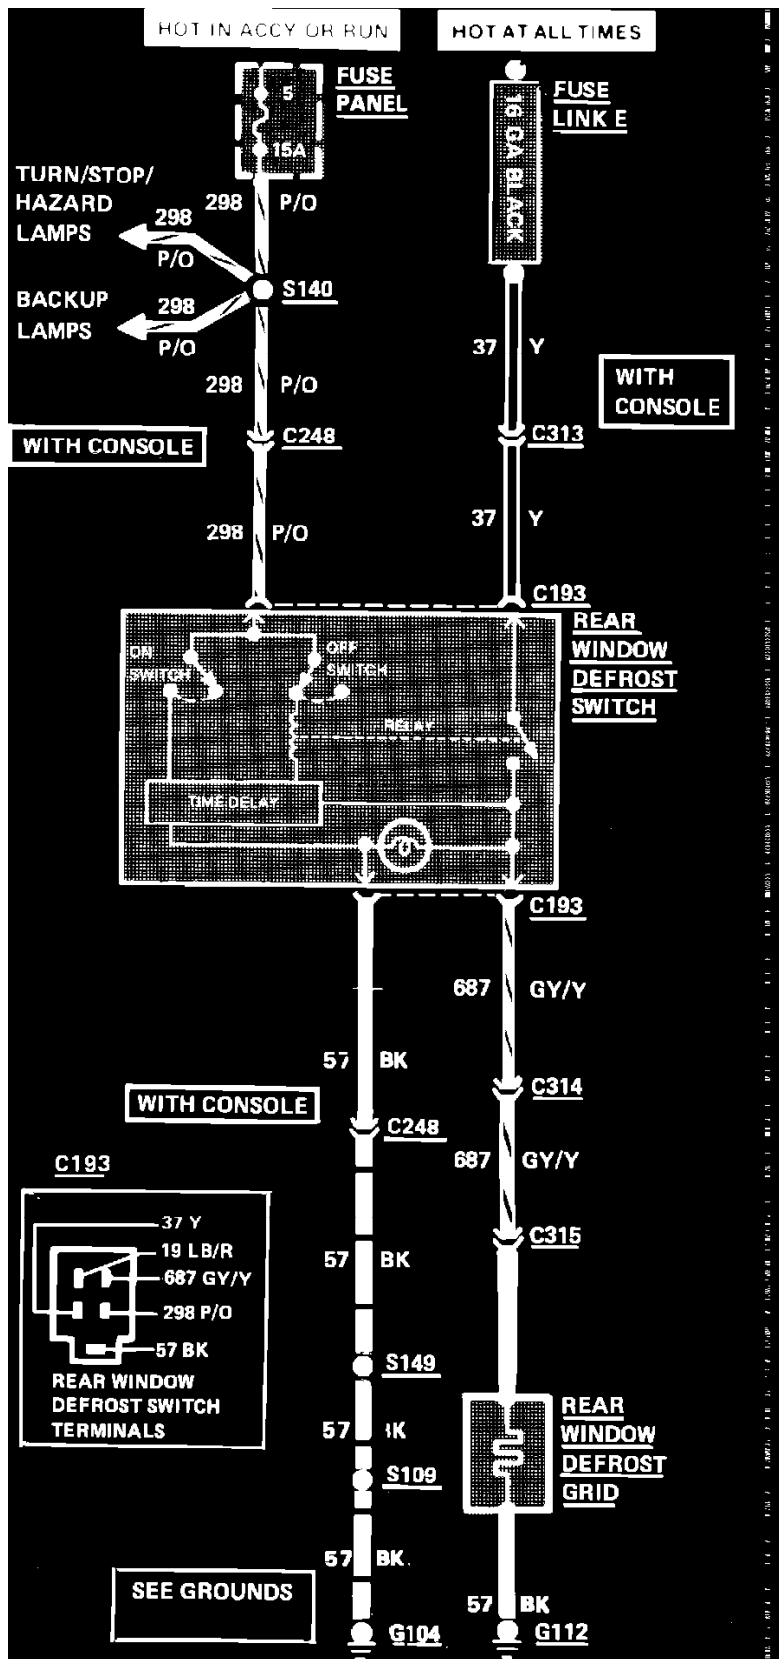 HOT IN ACCY OR RUN
HOT AT ALL TIMES
FUSE
PANEL
5
15A
FUSE
LINK E
16 GA BLACK
TURN/STOP/
HAZARD
LAMPS
298
P/O
298
P/O
S140
BACKUP
LAMPS
298
P/O
298
P/O
37
Y
WITH
CONSOLE
WITH CONSOLE
C248
C313
298
P/O
37
Y
C193
REAR
WINDOW
DEFROST
SWITCH
ON
SWITCH
OFF
SWITCH
RELAY
TIME DELAY
C193
687
GY/Y
57
BK
C314
WITH CONSOLE
C248
687
GY/Y
C315
C193
37 Y
19 LB/R
687 GY/Y
298 P/O
57 BK
REAR WINDOW
DEFROST SWITCH
TERMINALS
57
BK
S149
57
S109
REAR
WINDOW
DEFROST
GRID
57
BK.
SEE GROUNDS
G104
57
BK
G112